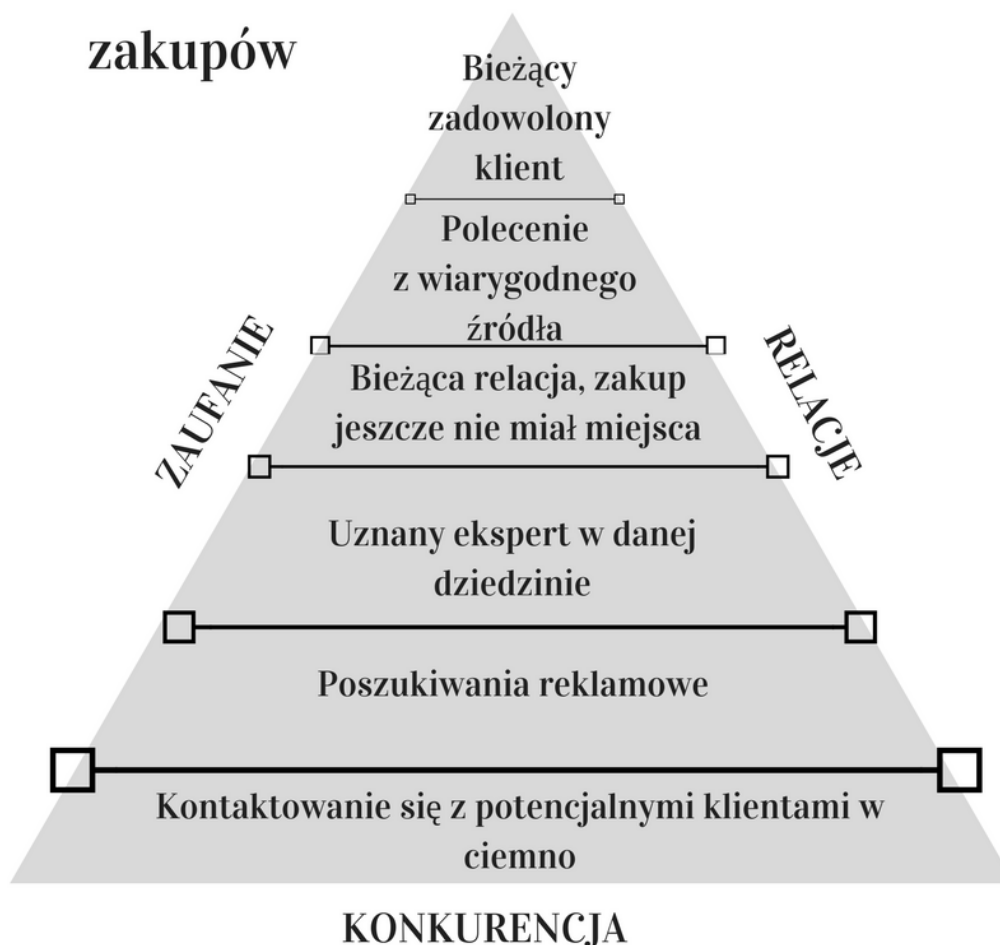 zakupów
Bieżący
zadowolony
klient
Polecenie
z wiarygodnego
źródła
ZAUFANIE
RELACJE
Bieżąca relacja, zakup
jeszcze nie miał miejsca
Uznany ekspert w danej
dziedzinie
Poszukiwania reklamowe
Kontaktowanie się z potencjalnymi klientami w
ciemno
KONKURENCJA